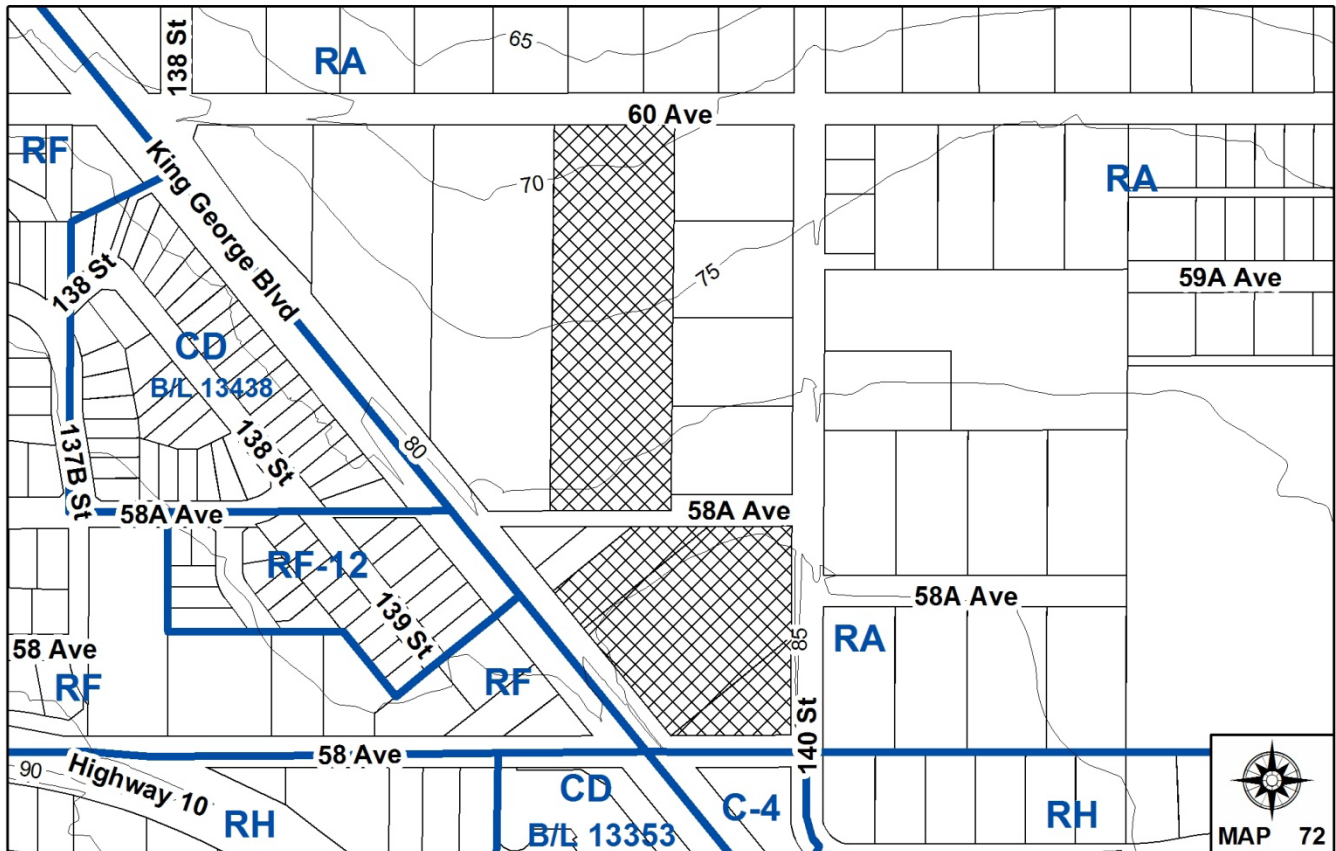 138 St
65
RA
60 Ave
RF
King George Blvd
70
RA
138 St
75
59A Ave
CD
B/L 13438
138 St
80
137B St
58A Ave
58A Ave
RF-12
139 St
58A Ave
85
RA
58 Ave
RF
RF
140 St
58 Ave
90
Highway 10
CD
C-4
RH
RH
B/L 13353
MAP 72